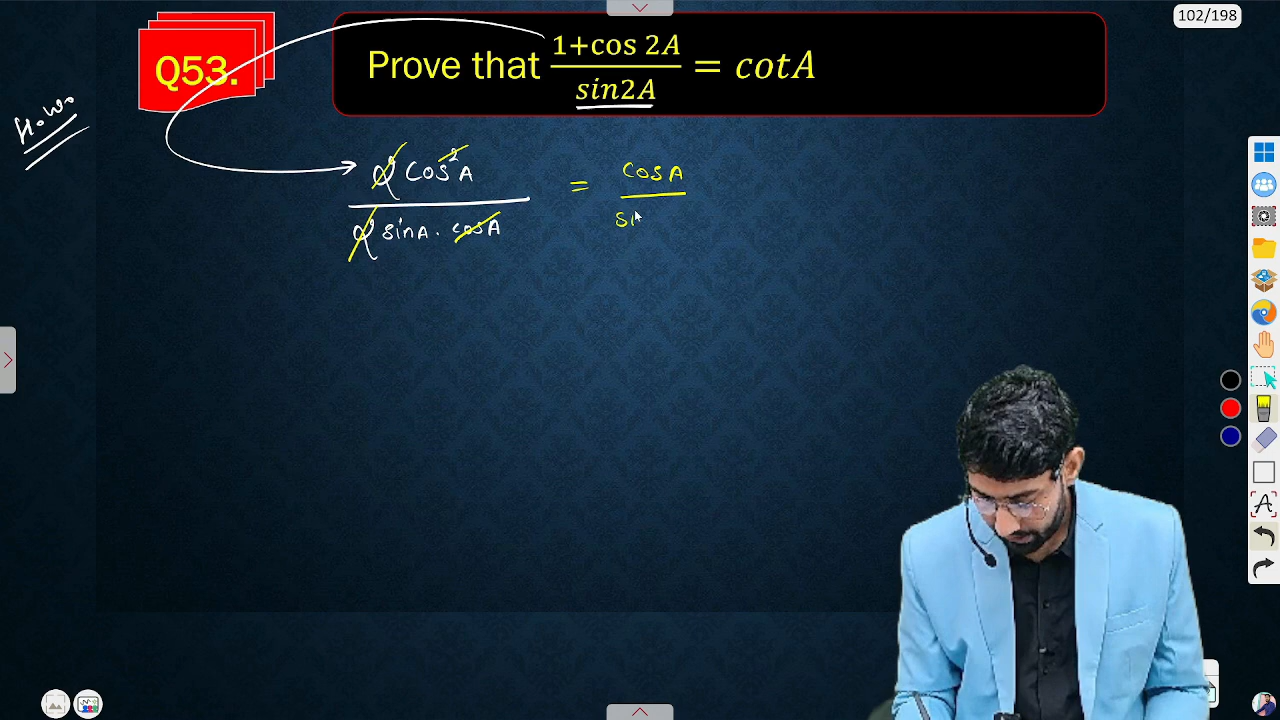 102/198
Q53.
Prove that (1+cos 2A)/(sin2A) = cotA
H.W.
2 Cos²A / 2 sinA . cosA = cosA / si